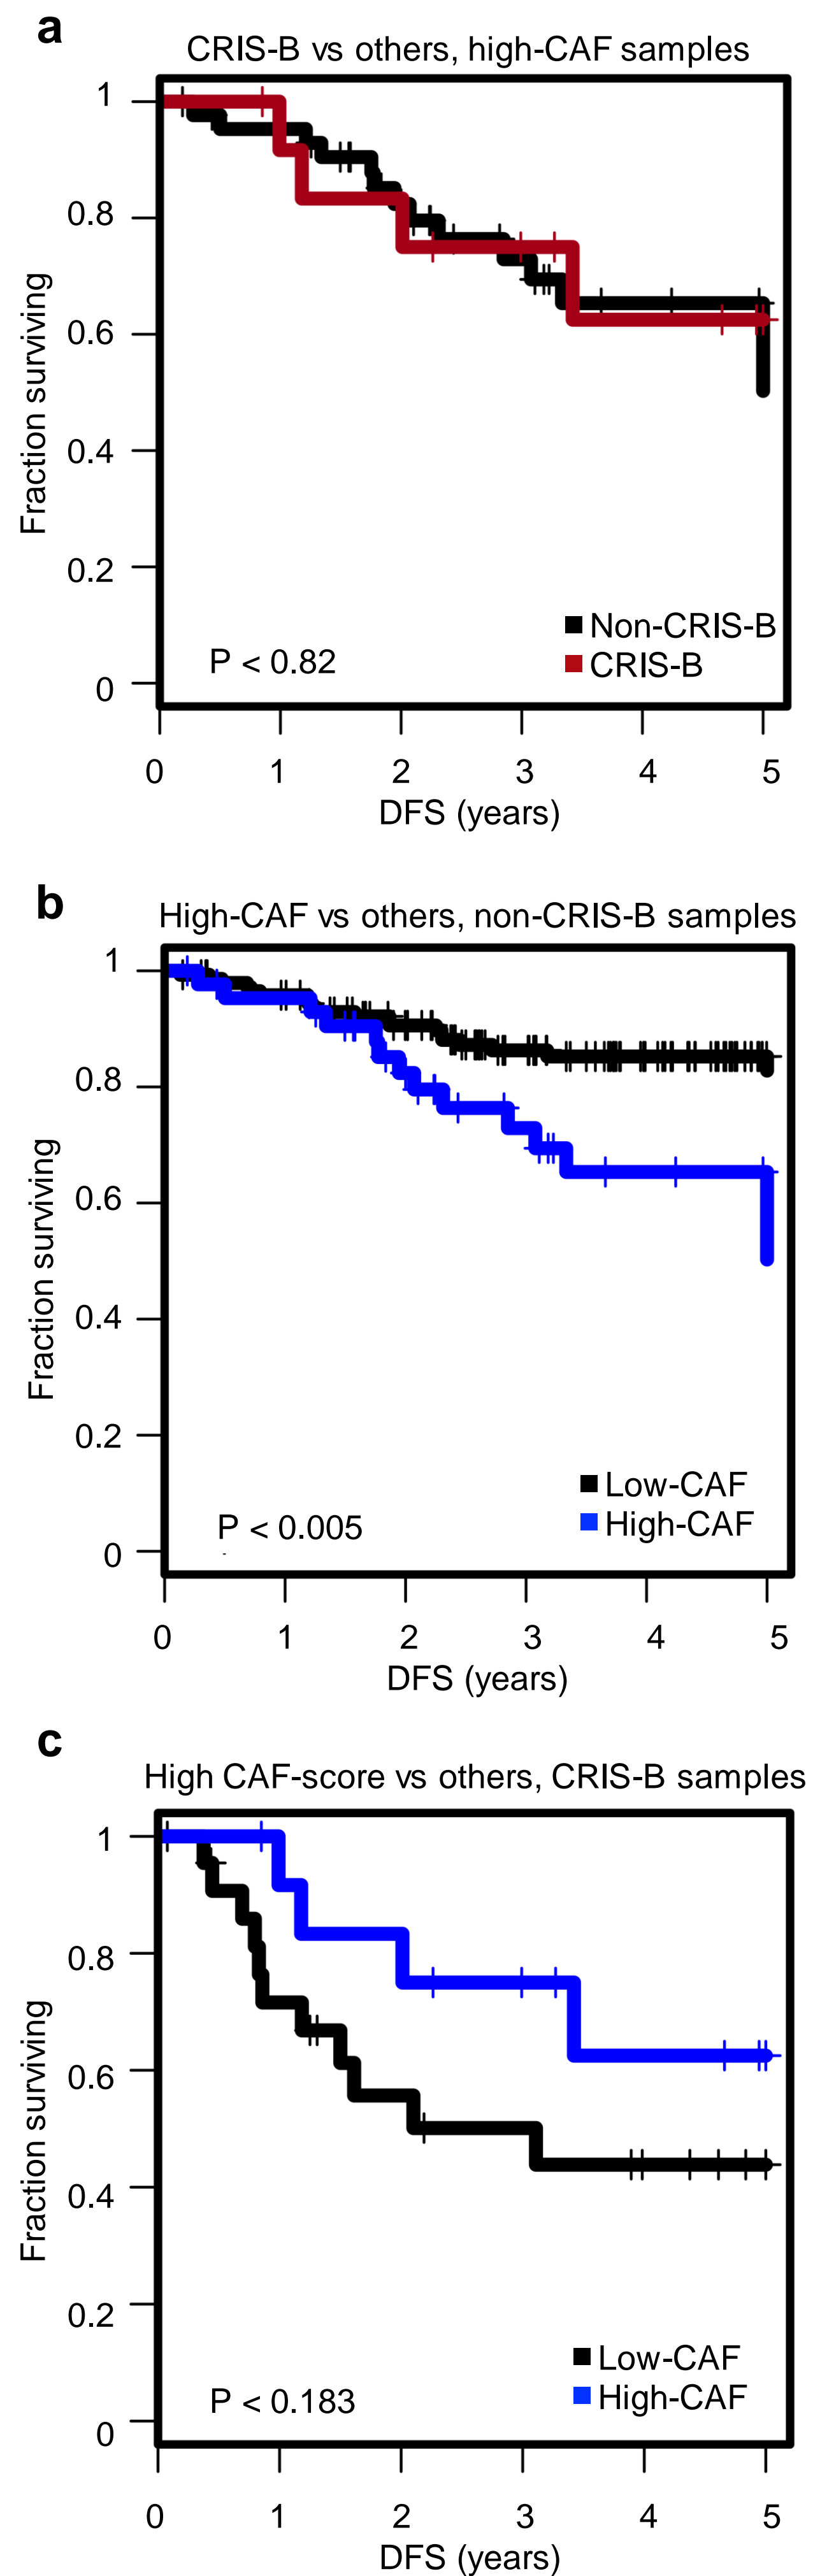 a
CRIS-B vs others, high-CAF samples
1
0.8
0.6
0.4
0.2
0
Fraction surviving
Non-CRIS-B
CRIS-B
P < 0.82
0 1 2 3 4 5
DFS (years)
b
High-CAF vs others, non-CRIS-B samples
1
0.8
0.6
0.4
0.2
0
Fraction surviving
Low-CAF
High-CAF
P < 0.005
0 1 2 3 4 5
DFS (years)
c
High CAF-score vs others, CRIS-B samples
1
0.8
0.6
0.4
0.2
0
Fraction surviving
Low-CAF
High-CAF
P < 0.183
0 1 2 3 4 5
DFS (years)